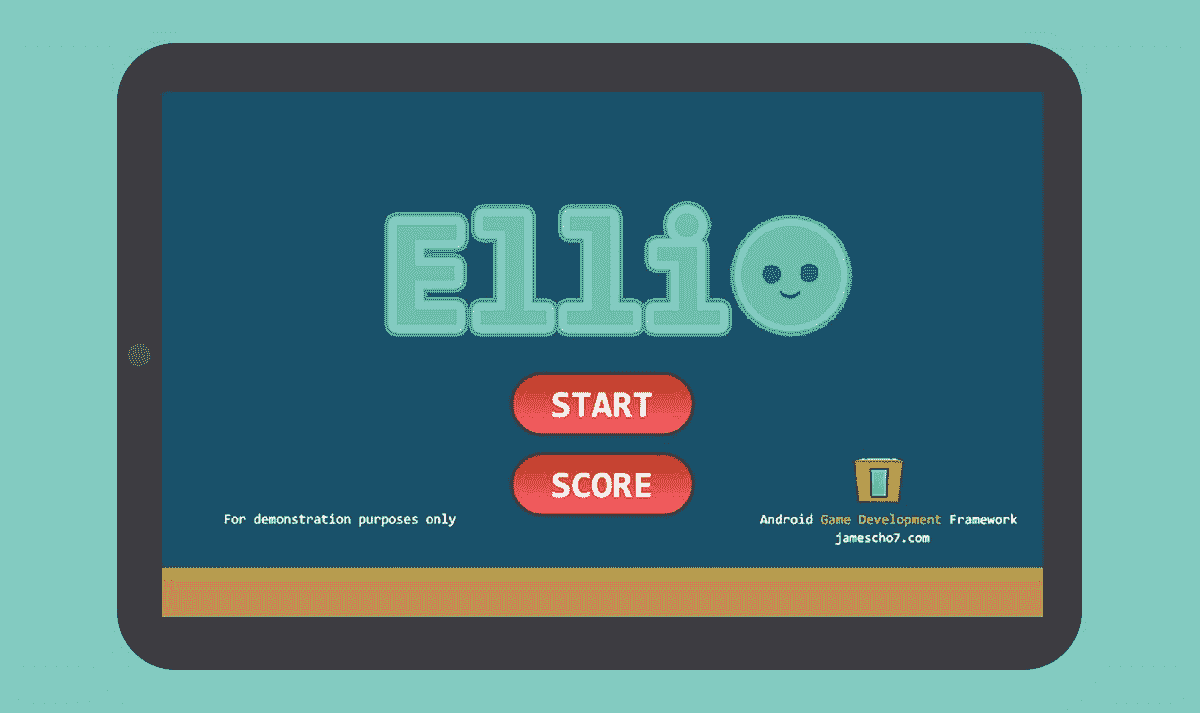 Ellio
START
SCORE
For demonstration purposes only
Android Game Development Framework
jamescho7.com